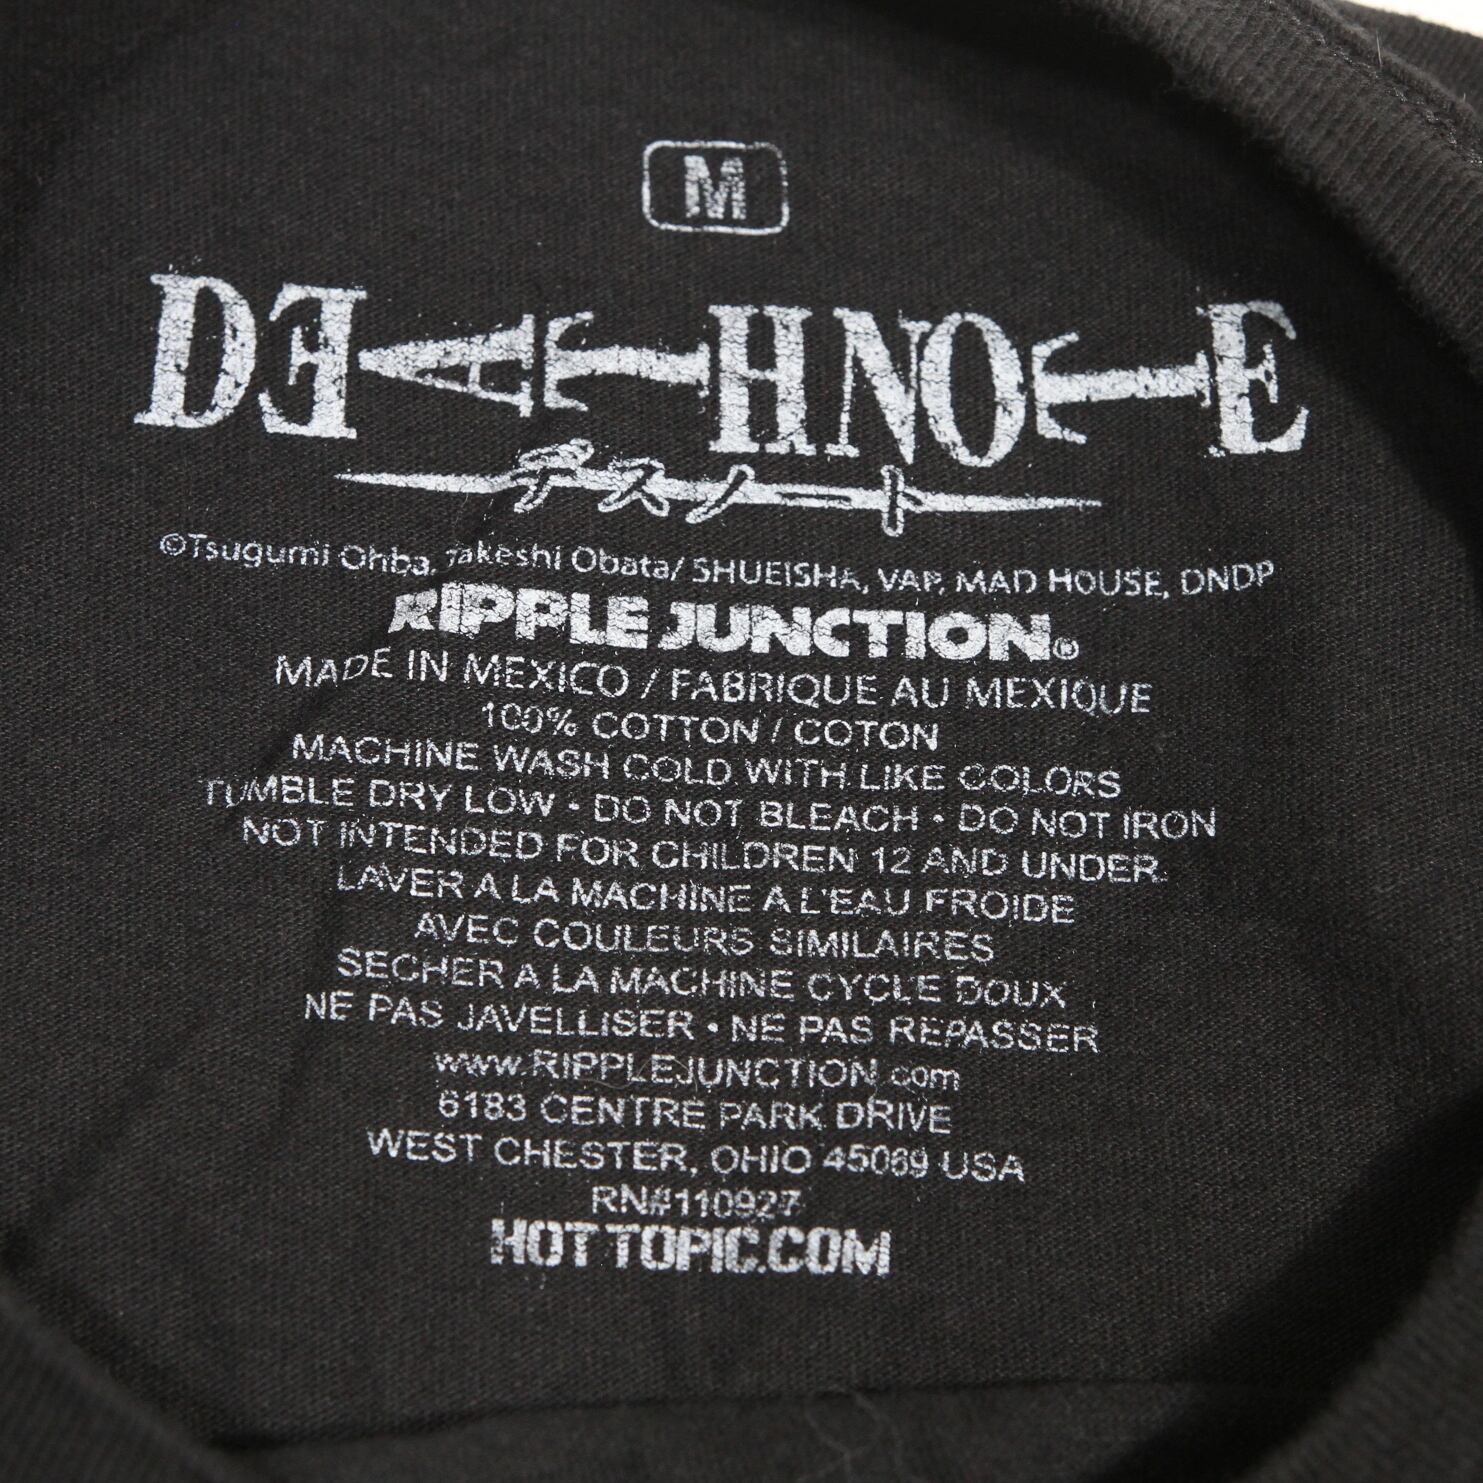 M
DEATH NOTE
デスノート
©Tsugumi Ohba, Takeshi Obata/ SHUEISHA, VAP, MAD HOUSE, DNDP
RIPPLE JUNCTION®
MADE IN MEXICO / FABRIQUE AU MEXIQUE
100% COTTON / COTON
MACHINE WASH COLD WITH LIKE COLORS
TUMBLE DRY LOW • DO NOT BLEACH • DO NOT IRON
NOT INTENDED FOR CHILDREN 12 AND UNDER.
LAVER A LA MACHINE A L'EAU FROIDE
AVEC COULEURS SIMILAIRES
SECHER A LA MACHINE CYCLE DOUX
NE PAS JAVELLISER • NE PAS REPASSER
www.RIPPLEJUNCTION.com
6183 CENTRE PARK DRIVE
WEST CHESTER, OHIO 45069 USA
RN#110927
HOT TOPIC.COM